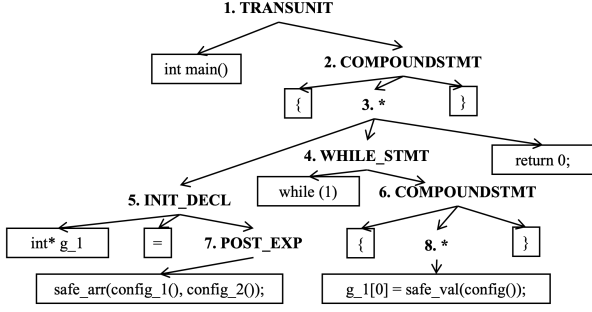 1. TRANSUNIT
int main()
2. COMPOUNDSTMT
{
3. *
}
4. WHILE_STMT
return 0;
5. INIT_DECL
while (1)
6. COMPOUNDSTMT
int* g_1
=
7. POST_EXP
{
8. *
}
safe_arr(config_1(), config_2());
g_1[0] = safe_val(config());